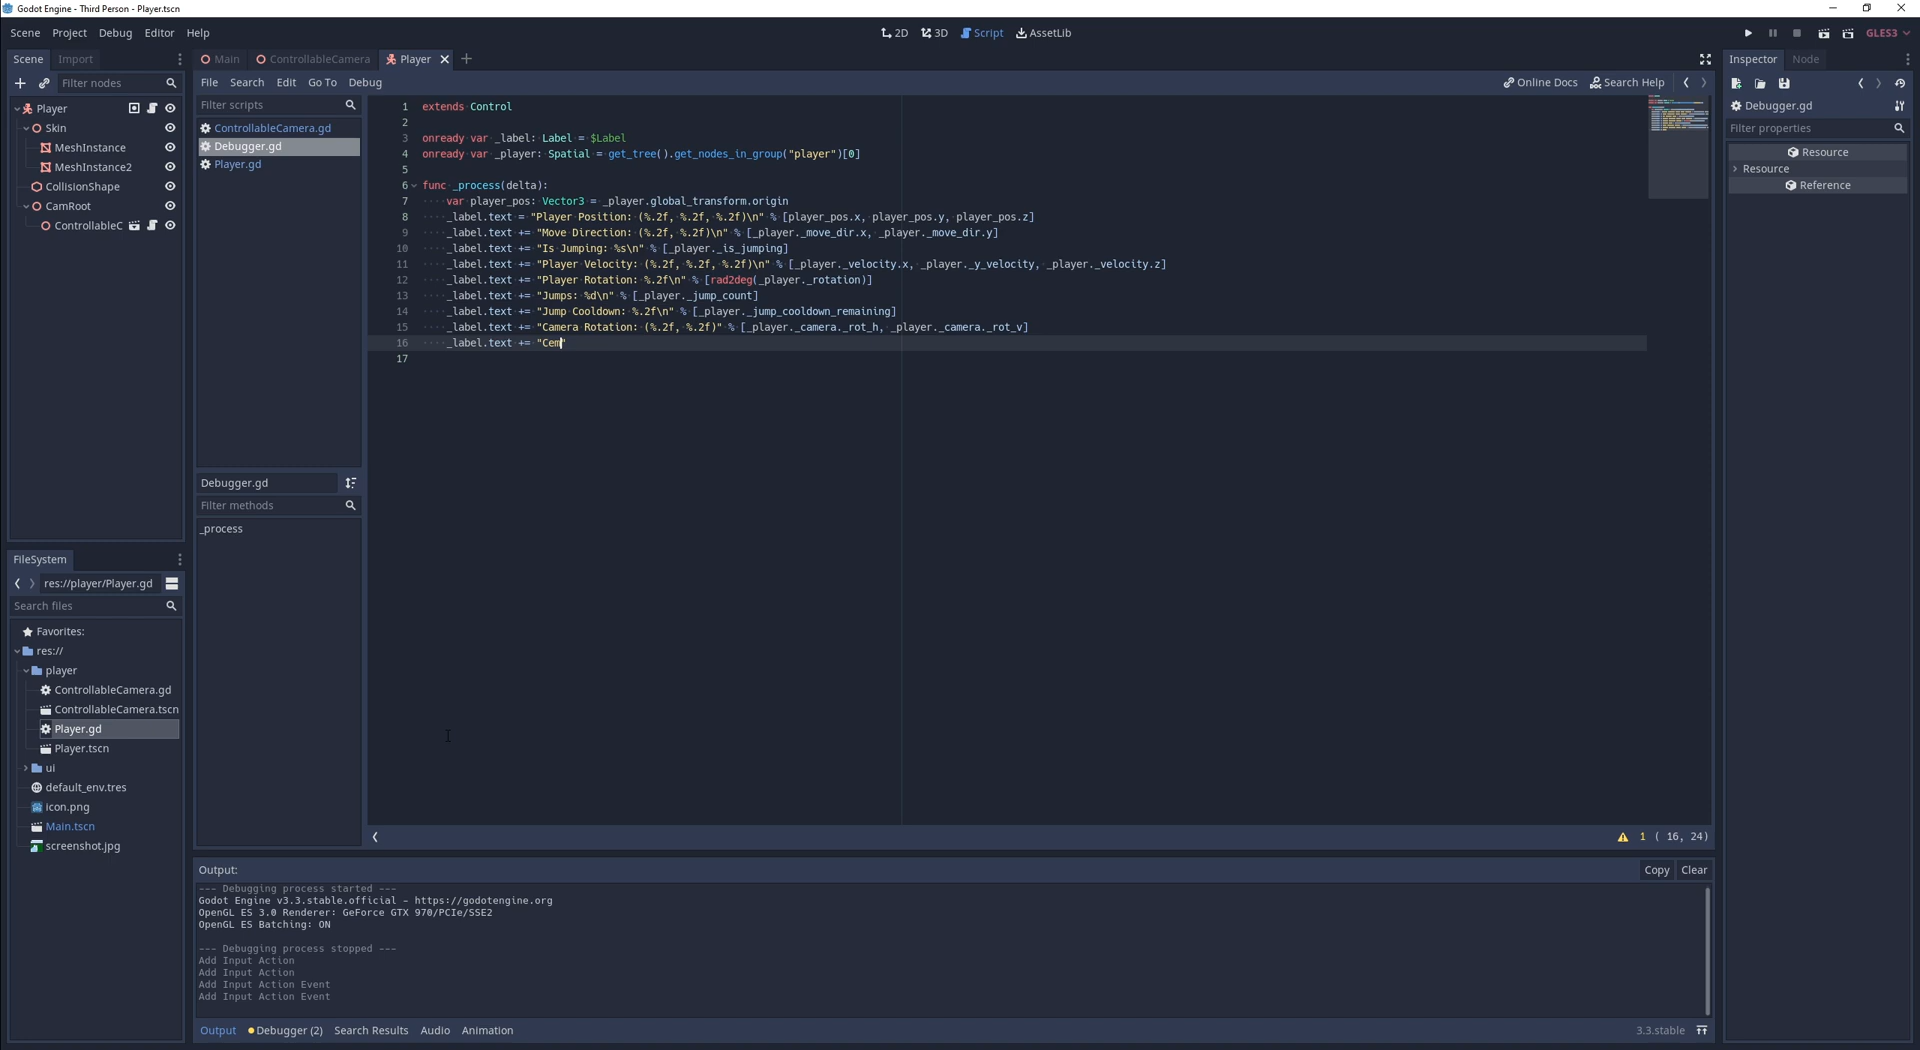 Godot Engine - Third Person - Player.tscn
Scene Project Debug Editor Help
2D 3D Script AssetLib
GLES3
Scene Import
Filter nodes
Player
Skin
MeshInstance
MeshInstance2
CollisionShape
CamRoot
ControllableC
FileSystem
res://player/Player.gd
Search files
Favorites:
res://
player
ControllableCamera.gd
ControllableCamera.tscn
Player.gd
Player.tscn
ui
default_env.tres
icon.png
Main.tscn
screenshot.jpg
Main ControllableCamera Player
File Search Edit Go To Debug
Online Docs Search Help
Filter scripts
ControllableCamera.gd
Debugger.gd
Player.gd
Debugger.gd
Filter methods
_process
1 extends Control
2
3 onready var _label: Label = $Label
4 onready var _player: Spatial = get_tree().get_nodes_in_group("player")[0]
5
6 func _process(delta):
7 var player_pos: Vector3 = _player.global_transform.origin
8 _label.text = "Player Position: (%.2f, %.2f, %.2f)\n" % [player_pos.x, player_pos.y, player_pos.z]
9 _label.text += "Move Direction: (%.2f, %.2f)\n" % [_player._move_dir.x, _player._move_dir.y]
10 _label.text += "Is Jumping: %s\n" % [_player._is_jumping]
11 _label.text += "Player Velocity: (%.2f, %.2f, %.2f)\n" % [_player._velocity.x, _player._y_velocity, _player._velocity.z]
12 _label.text += "Player Rotation: %.2f\n" % [rad2deg(_player._rotation)]
13 _label.text += "Jumps: %d\n" % [_player._jump_count]
14 _label.text += "Jump Cooldown: %.2f\n" % [_player._jump_cooldown_remaining]
15 _label.text += "Camera Rotation: (%.2f, %.2f)" % [_player._camera._rot_h, _player._camera._rot_v]
16 _label.text += "Cem"
17
1 ( 16, 24)
Output:
Copy Clear
--- Debugging process started ---
Godot Engine v3.3.stable.official - https://godotengine.org
OpenGL ES 3.0 Renderer: GeForce GTX 970/PCIe/SSE2
OpenGL ES Batching: ON
--- Debugging process stopped ---
Add Input Action
Add Input Action
Add Input Action Event
Add Input Action Event
Output Debugger (2) Search Results Audio Animation
3.3.stable
Inspector Node
Debugger.gd
Filter properties
Resource
Resource
Reference